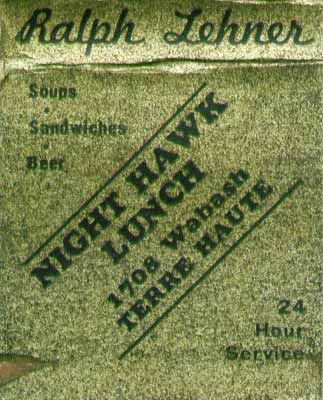 Ralph Lehner
Soups
•
Sandwiches
•
Beer
NIGHT HAWK
LUNCH
1708 Wabash
TERRE HAUTE
24
Hour
Service